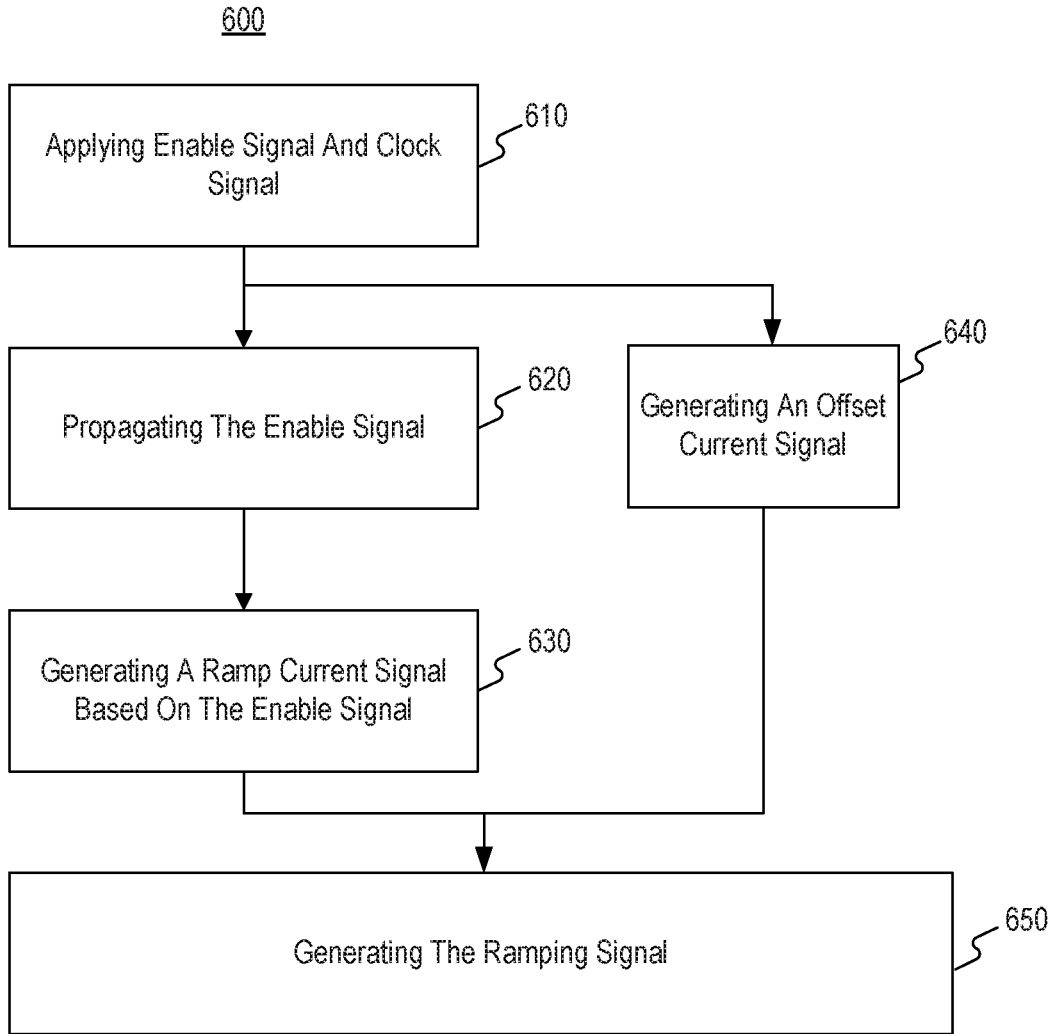 600
610
Applying Enable Signal And Clock
Signal
640
620
Generating An Offset
Current Signal
Propagating The Enable Signal
630
Generating A Ramp Current Signal
Based On The Enable Signal
650
Generating The Ramping Signal